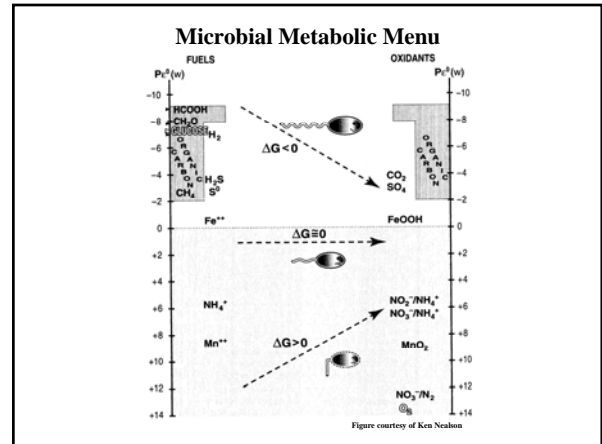 Microbial Metabolic Menu
FUELS
OXIDANTS
Pε⁰(w)
Pε⁰(w)
-10
-8
-6
-4
-2
0
+2
+4
+6
+8
+10
+12
+14
HCOOH
CH₂O
GLUCOSE
H₂
ORGANIC
CARBON
H₂S
S⁰
CH₄
Fe⁺⁺
NH₄⁺
Mn⁺⁺
ΔG<0
ΔG≅0
ΔG>0
-10
-8
-6
-4
-2
0
+2
+4
+6
+8
+10
+12
+14
ORGANIC
CARBON
CO₂
SO₄
FeOOH
NO₂⁻/NH₄⁺
NO₃⁻/NH₄⁺
MnO₂
NO₃⁻/N₂
Figure courtesy of Ken Nealson